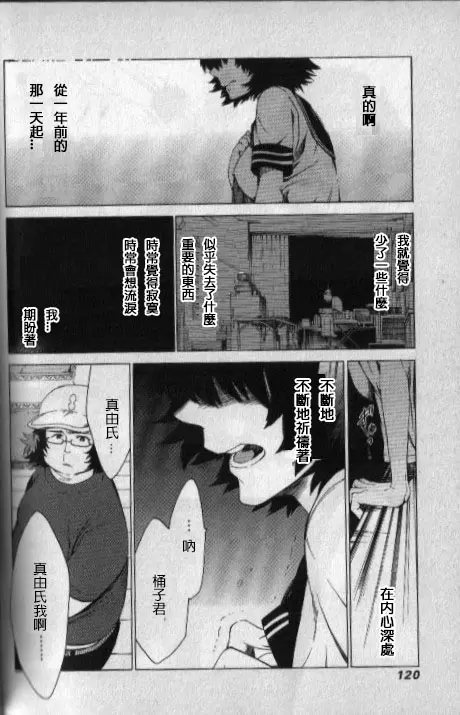 真的啊
從一年前的
那一天起…
我就覺得
少了一些什麼
似乎失去了什麼
重要的東西
時常覺得寂寞
時常會想流淚
我…
期盼著
在内心深處
不斷地
不斷地祈禱著
…吶
桶子君
真由氏…
真由氏我啊……
120